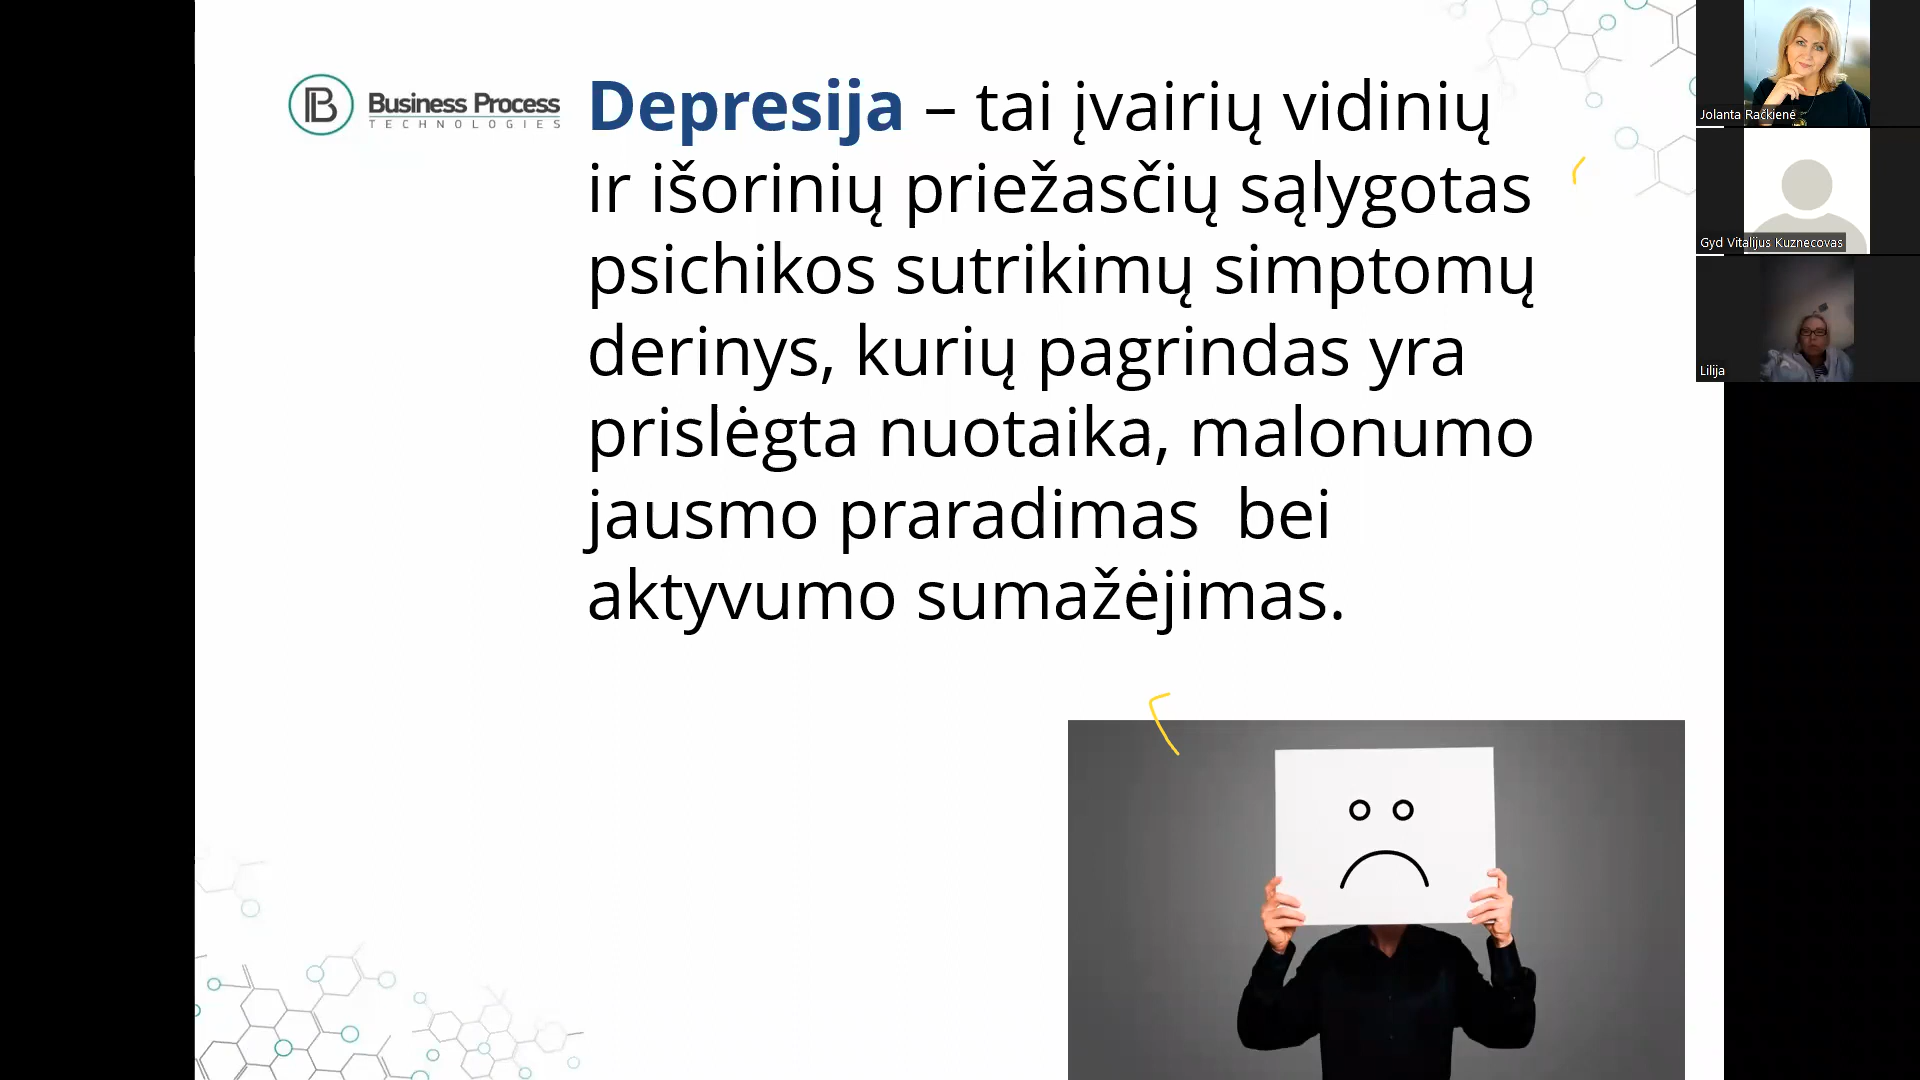 Business Process
TECHNOLOGIES
Depresija – tai įvairių vidinių
ir išorinių priežasčių sąlygotas
psichikos sutrikimų simptomų
derinys, kurių pagrindas yra
prislėgta nuotaika, malonumo
jausmo praradimas bei
aktyvumo sumažėjimas.
Jolanta Račkienė
Gyd Vitalijus Kuznecovas
Lilija